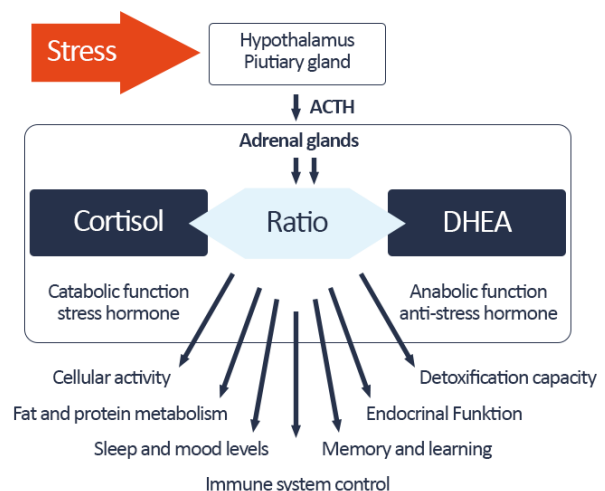 Stress
Hypothalamus
Piutiary gland
ACTH
Adrenal glands
Cortisol
Ratio
DHEA
Catabolic function
stress hormone
Anabolic function
anti-stress hormone
Cellular activity
Detoxification capacity
Fat and protein metabolism
Endocrinal Funktion
Sleep and mood levels
Memory and learning
Immune system control